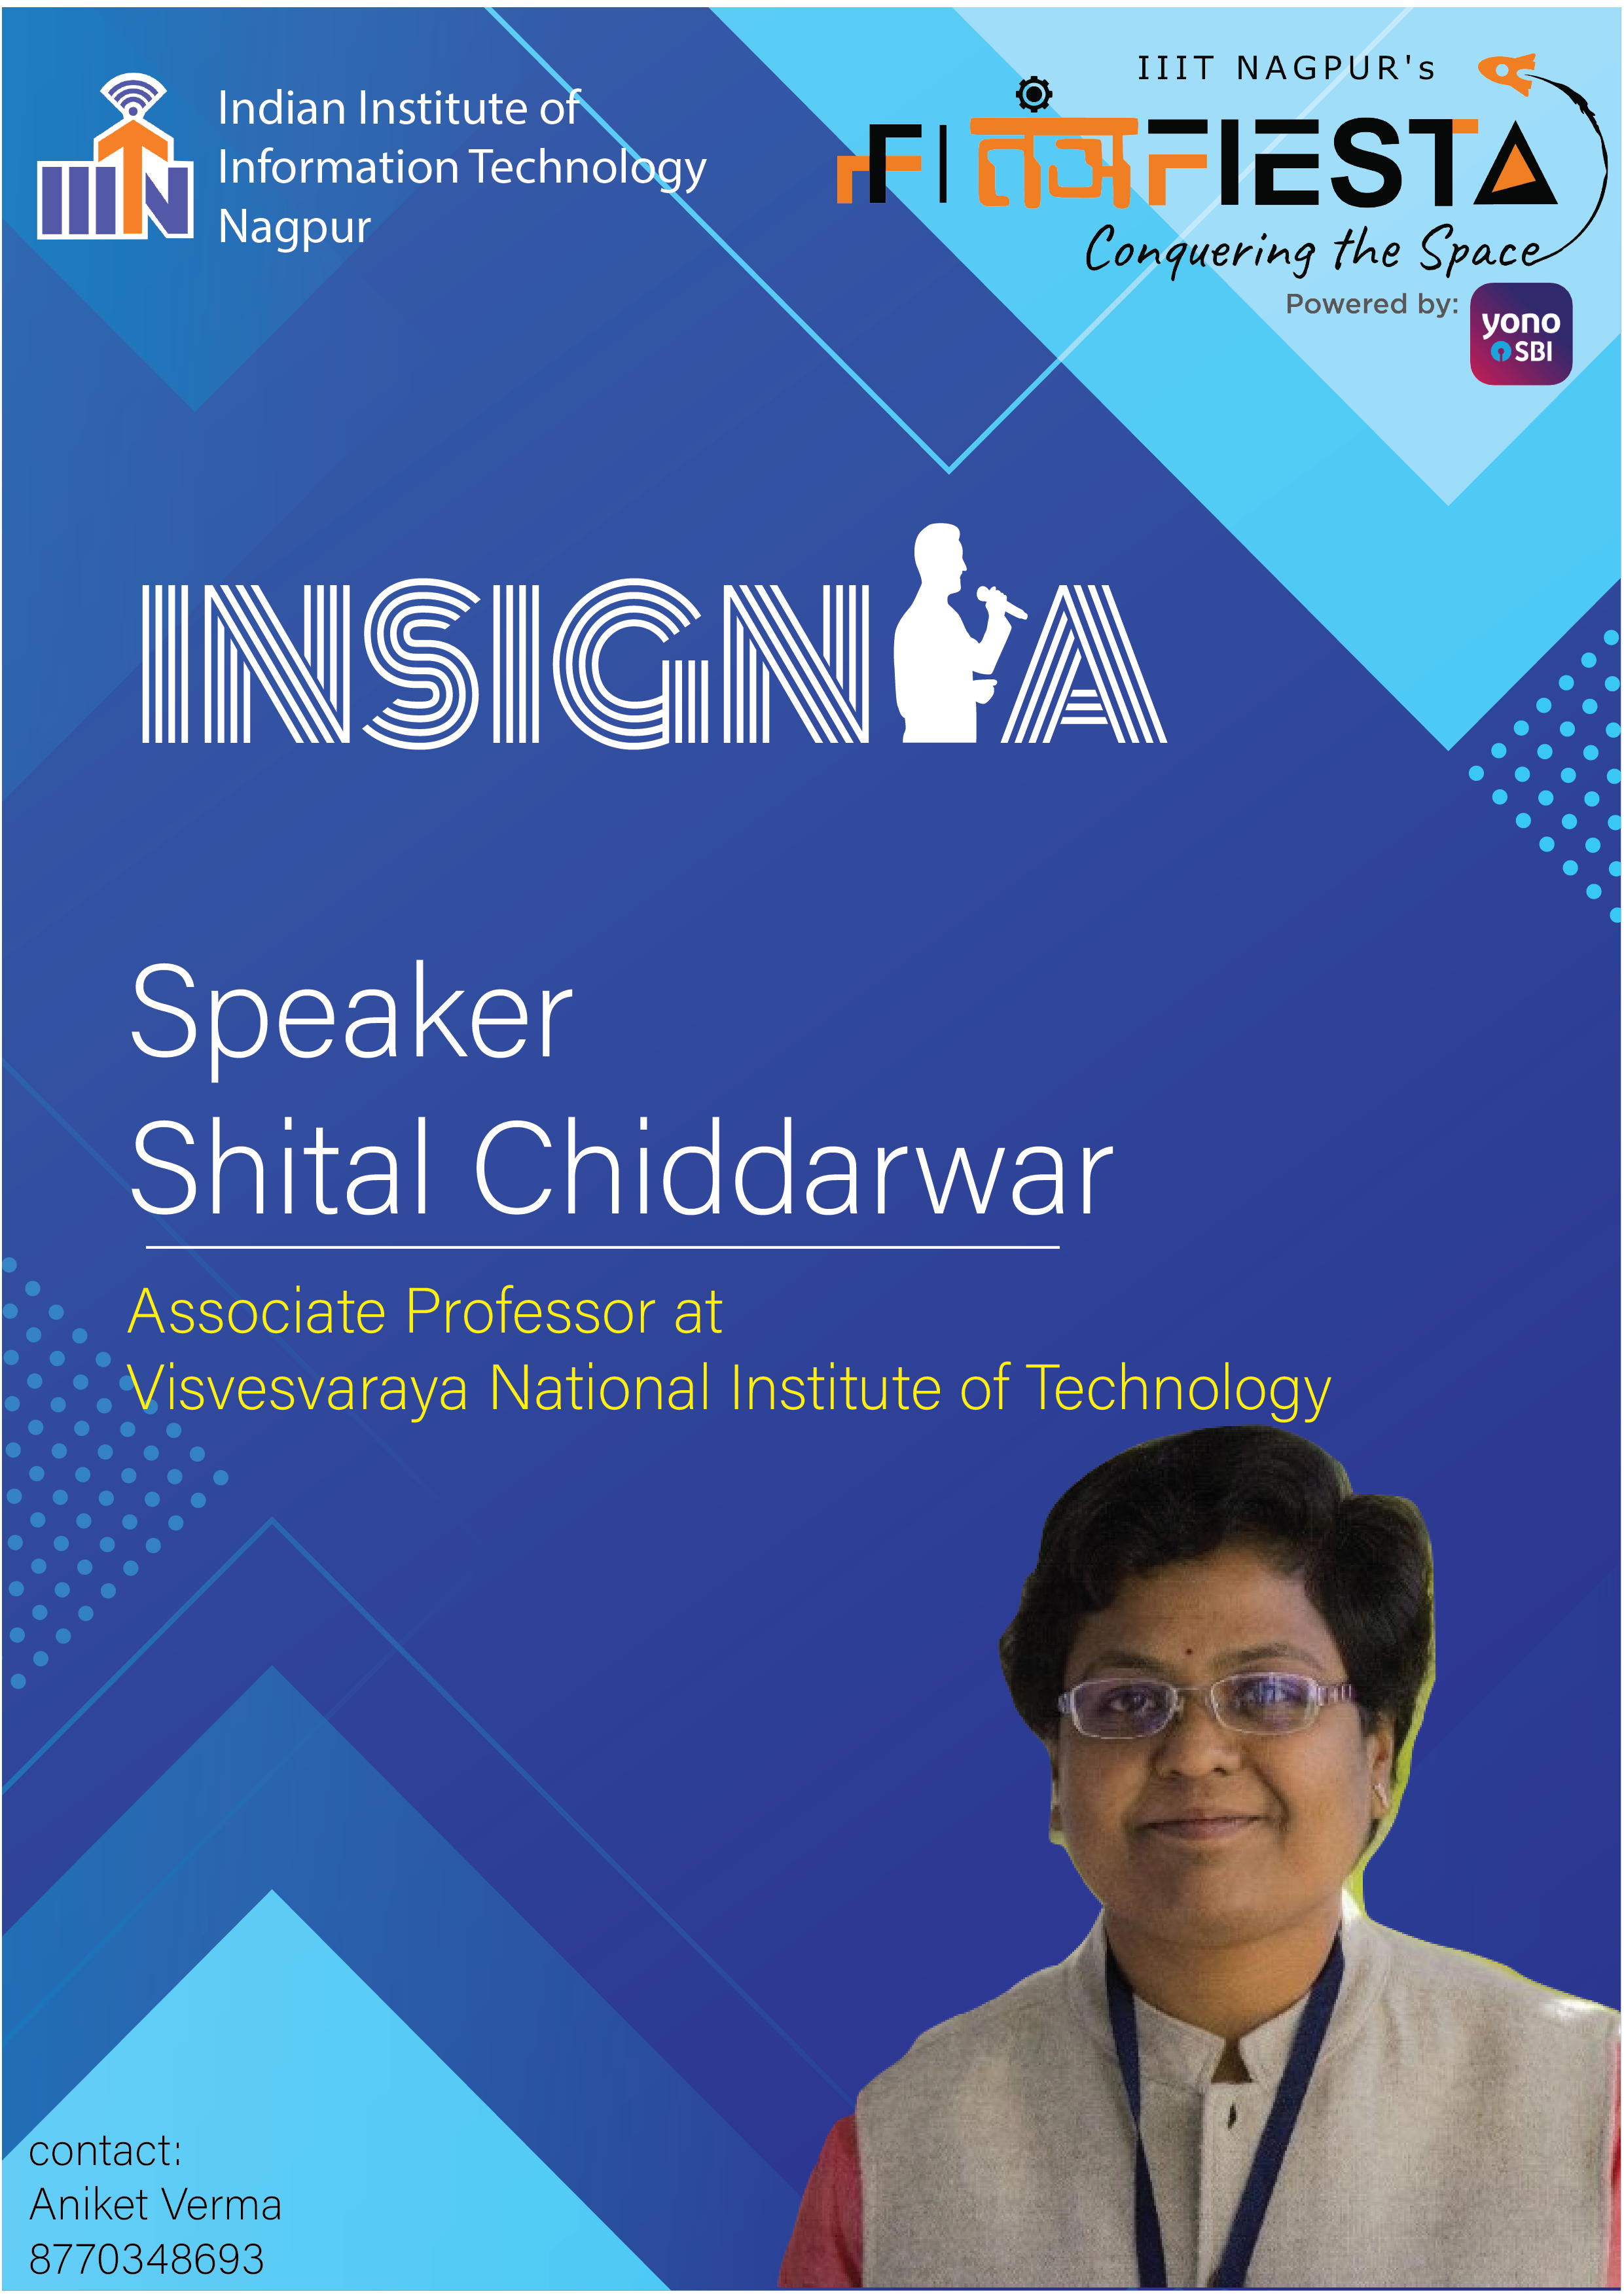 Indian Institute of
Information Technology
Nagpur
IIIT NAGPUR's
FIESTA
Conquering the Space
Powered by:
yono
SBI
INSIGNIA
Speaker
Shital Chiddarwar
Associate Professor at
Visvesvaraya National Institute of Technology
contact:
Aniket Verma
8770348693